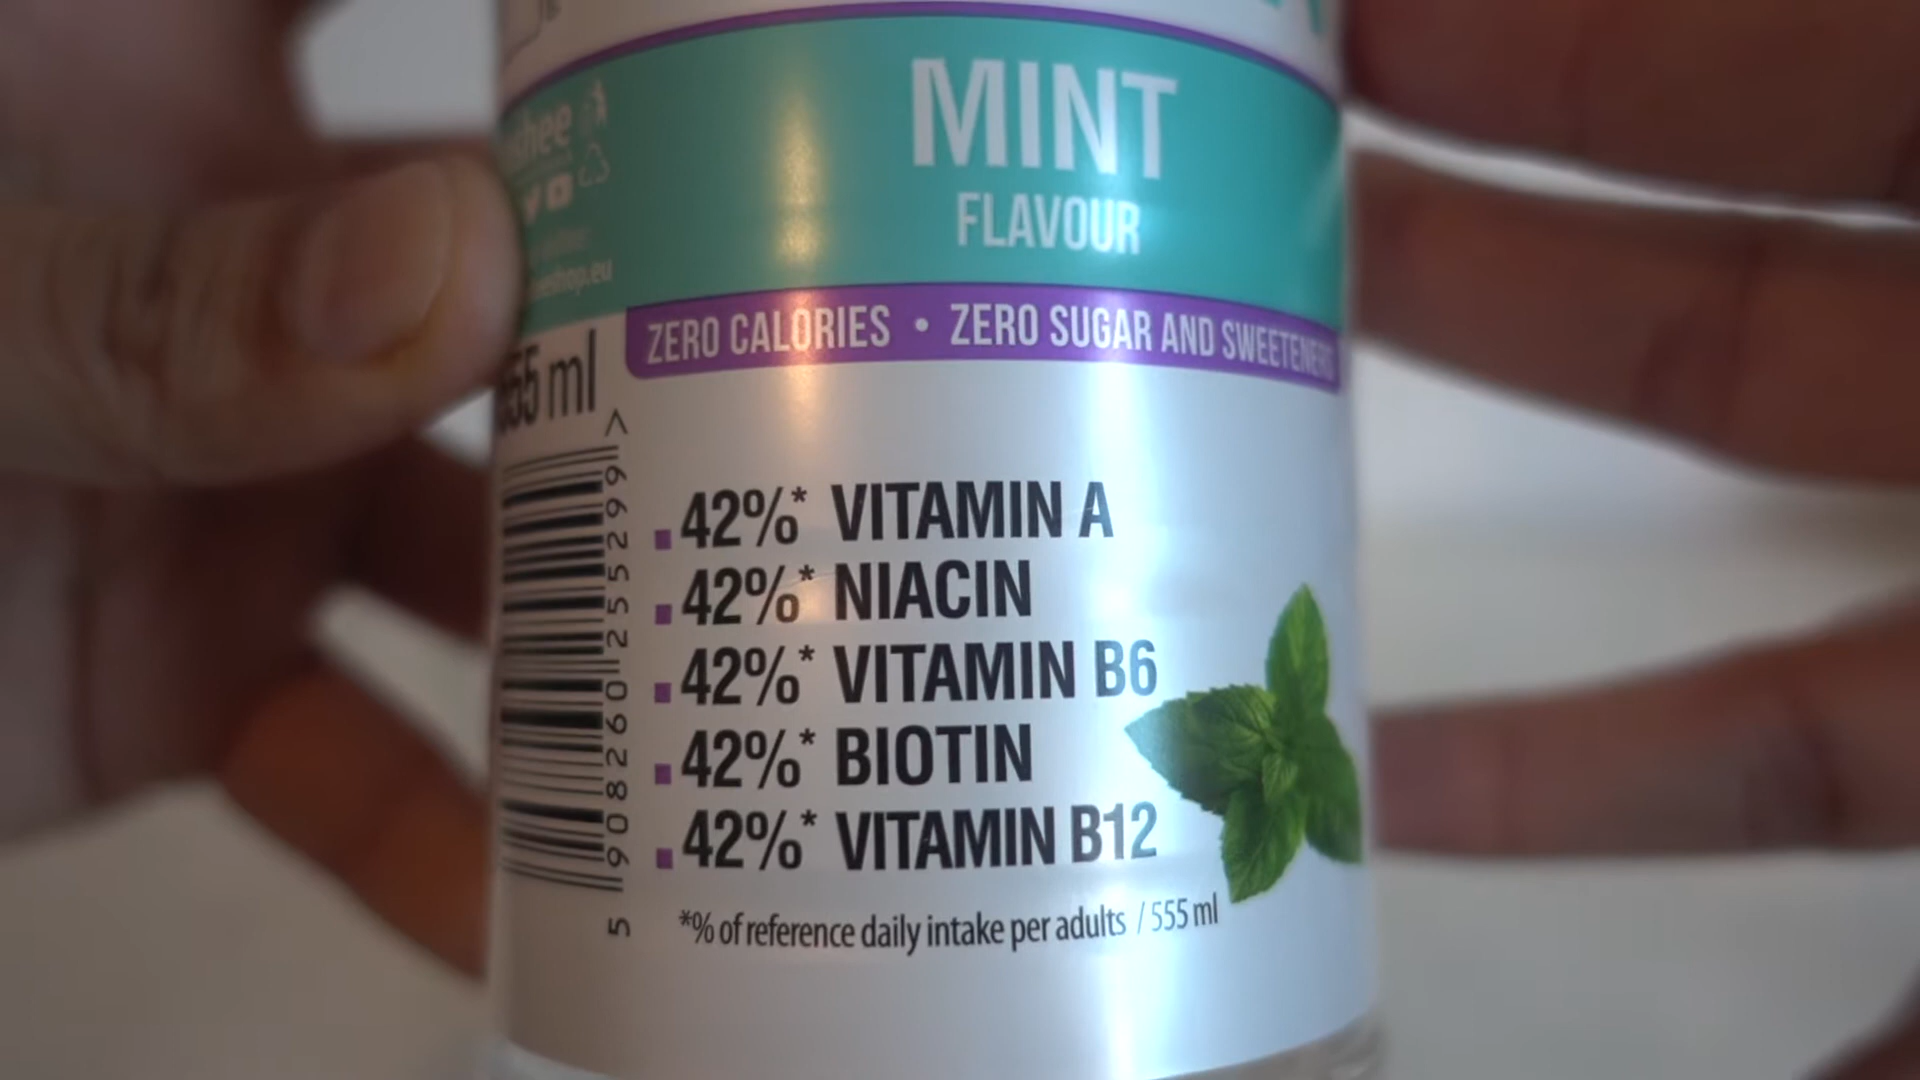 MINT
FLAVOUR
ZERO CALORIES • ZERO SUGAR AND SWEETENERS
555 ml
5 908260 255299 >
42%* VITAMIN A
42%* NIACIN
42%* VITAMIN B6
42%* BIOTIN
42%* VITAMIN B12
*% of reference daily intake per adults / 555 ml